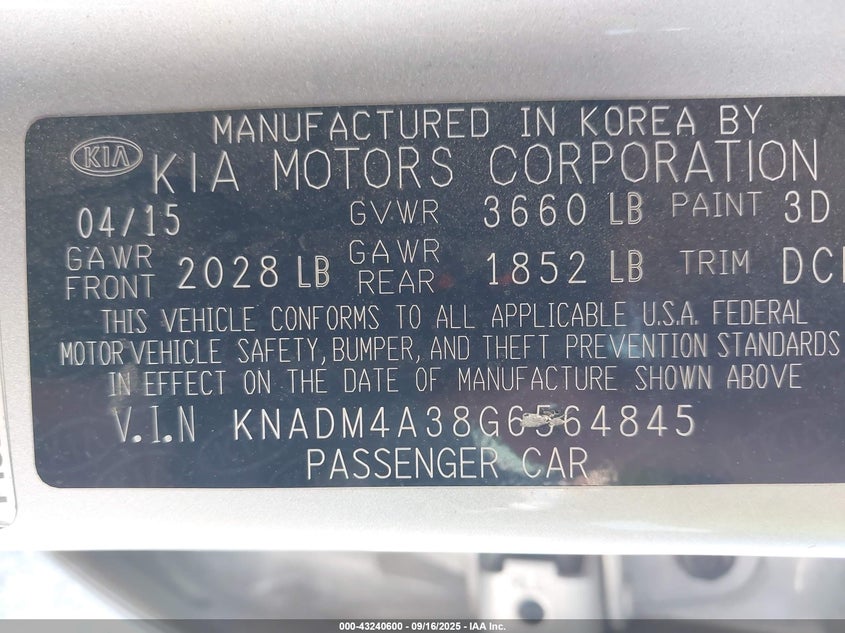 MANUFACTURED IN KOREA BY
KIA KIA MOTORS CORPORATION
04/15 GVWR 3660 LB PAINT 3D
GAWR FRONT 2028 LB GAWR REAR 1852 LB TRIM
THIS VEHICLE CONFORMS TO ALL APPLICABLE U.S.A. FEDERAL
MOTOR VEHICLE SAFETY, BUMPER, AND THEFT PREVENTION STANDARDS
IN EFFECT ON THE DATE OF MANUFACTURE SHOWN ABOVE
V.I.N KNADM4A38G6564845
PASSENGER CAR
000-43240600 - 09/16/2025 - IAA Inc.